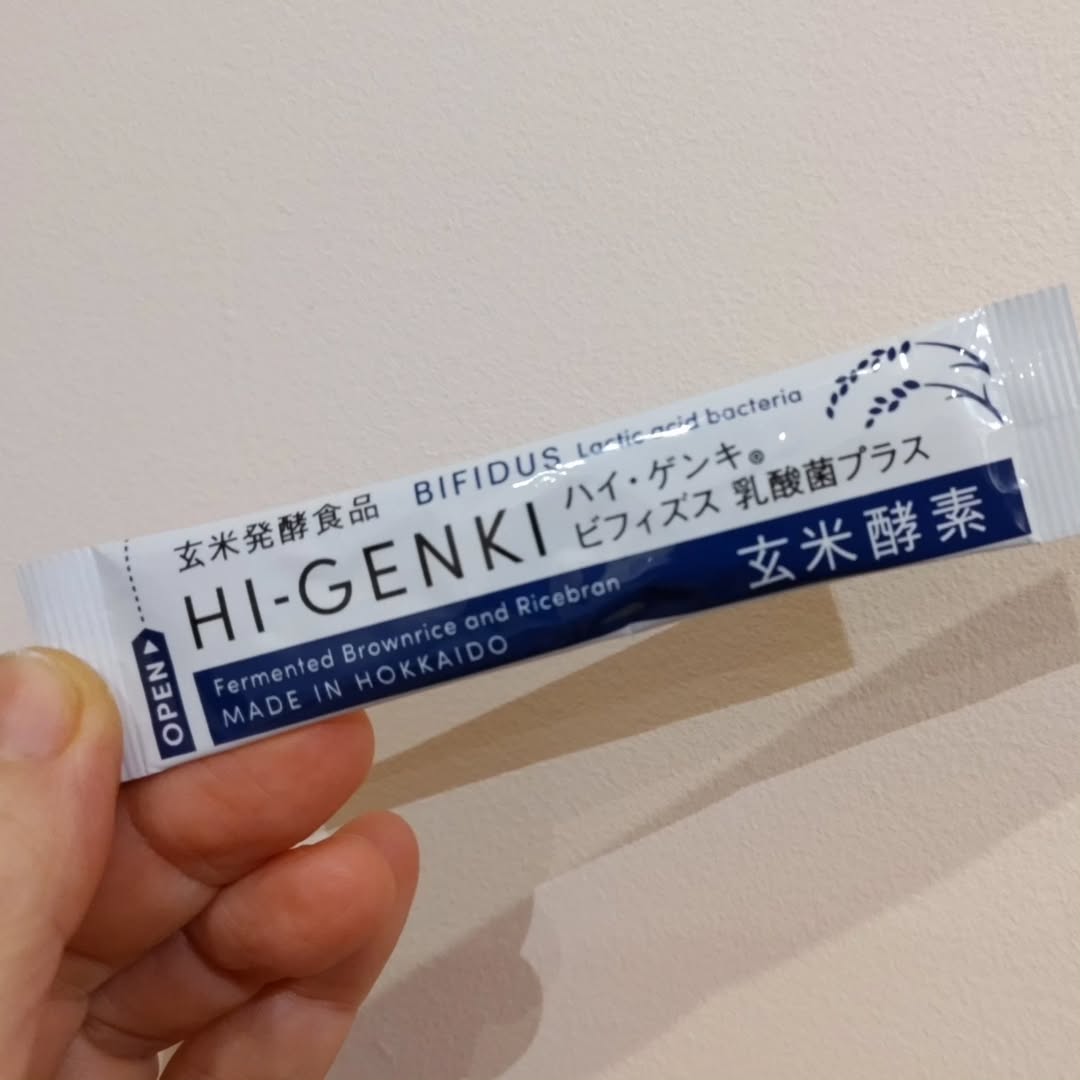 玄米発酵食品 BIFIDUS Lactic acid bacteria
HI-GENKI
ハイ・ゲンキ®
ビフィズス 乳酸菌プラス
Fermented Brownrice and Ricebran
MADE IN HOKKAIDO
玄米酵素
OPEN